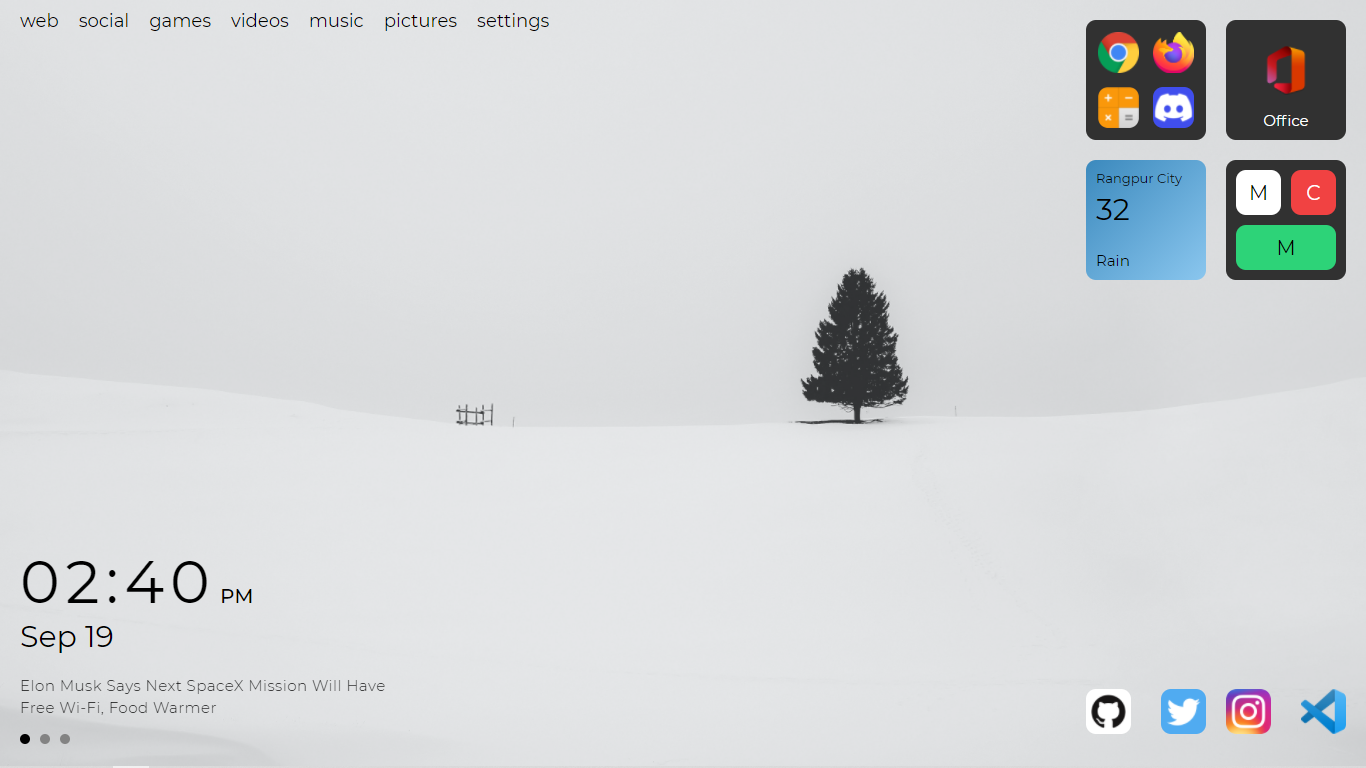 web social games videos music pictures settings
Office
Rangpur City
32
Rain
M C
M
02:40 PM
Sep 19
Elon Musk Says Next SpaceX Mission Will Have
Free Wi-Fi, Food Warmer